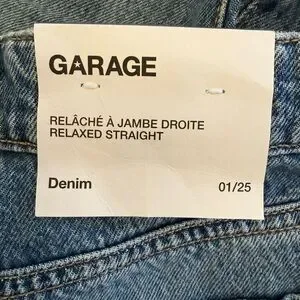 GARAGE
RELÂCHÉ À JAMBE DROITE
RELAXED STRAIGHT
Denim 01/25